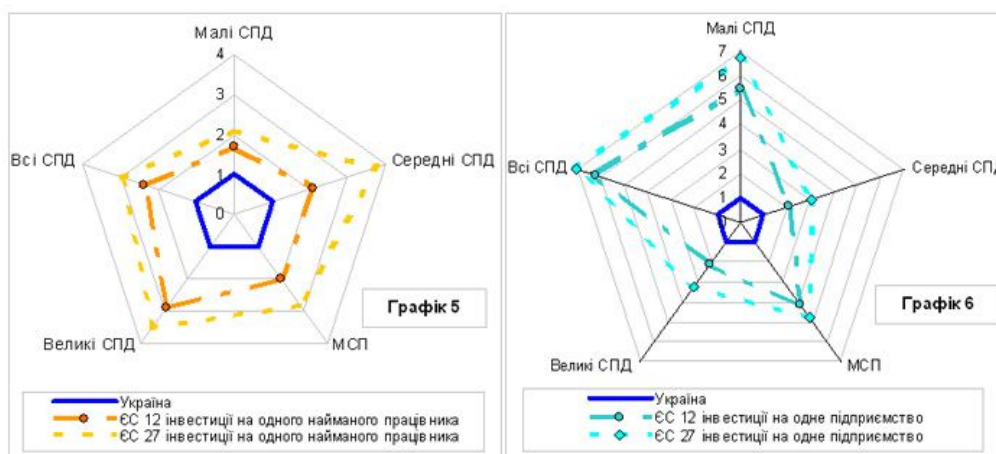 Малі СПД
4
3
2
1
0
Всі СПД
Середні СПД
Великі СПД
МСП
Графік 5
Україна
ЄС 12 інвестиції на одного найманого працівника
ЄС 27 інвестиції на одного найманого працівника
Малі СПД
7
6
5
4
3
2
1
0
Всі СПД
Середні СПД
Великі СПД
МСП
Графік 6
Україна
ЄС 12 інвестиції на одне підприємство
ЄС 27 інвестиції на одне підприємство